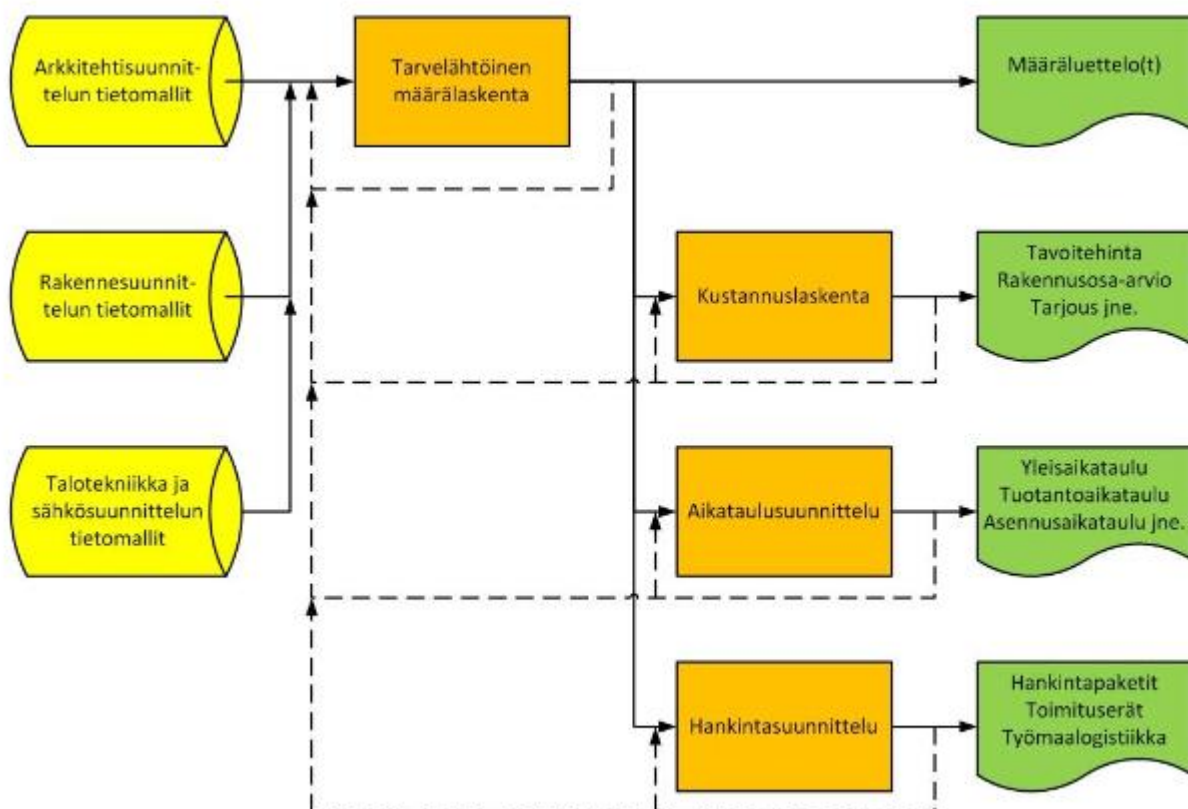 Arkkitehtisuunnit-
telun tietomallit
Tarvelähtöinen
määrälaskenta
Määräluettelo(t)
Rakennesuunnit-
telun tietomallit
Kustannuslaskenta
Tavoitehinta
Rakennusosa-arvio
Tarjous jne.
Talotekniikka ja
sähkösuunnittelun
tietomallit
Aikataulusuunnittelu
Yleisaikataulu
Tuotantoaikataulu
Asennusaikataulu jne.
Hankintasuunnittelu
Hankintapaketit
Toimituserät
Työmaalogistiikka